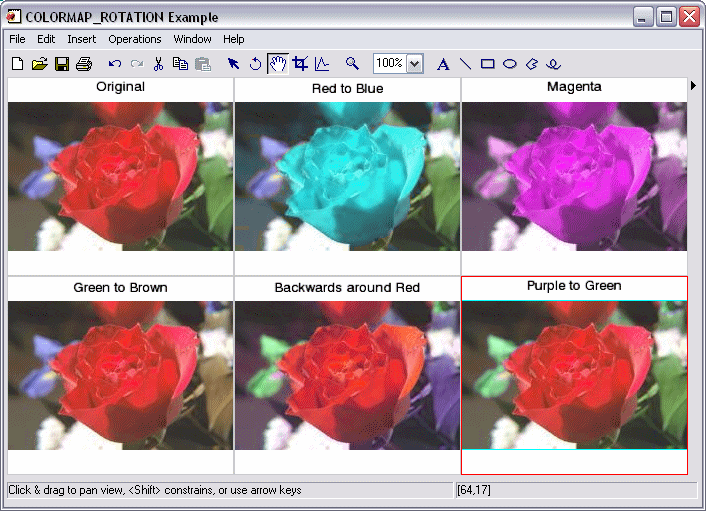 COLORMAP_ROTATION Example
File Edit Insert Operations Window Help
100% A
Original Red to Blue Magenta
Green to Brown Backwards around Red Purple to Green
Click & drag to pan view, <Shift> constrains, or use arrow keys [64,17]